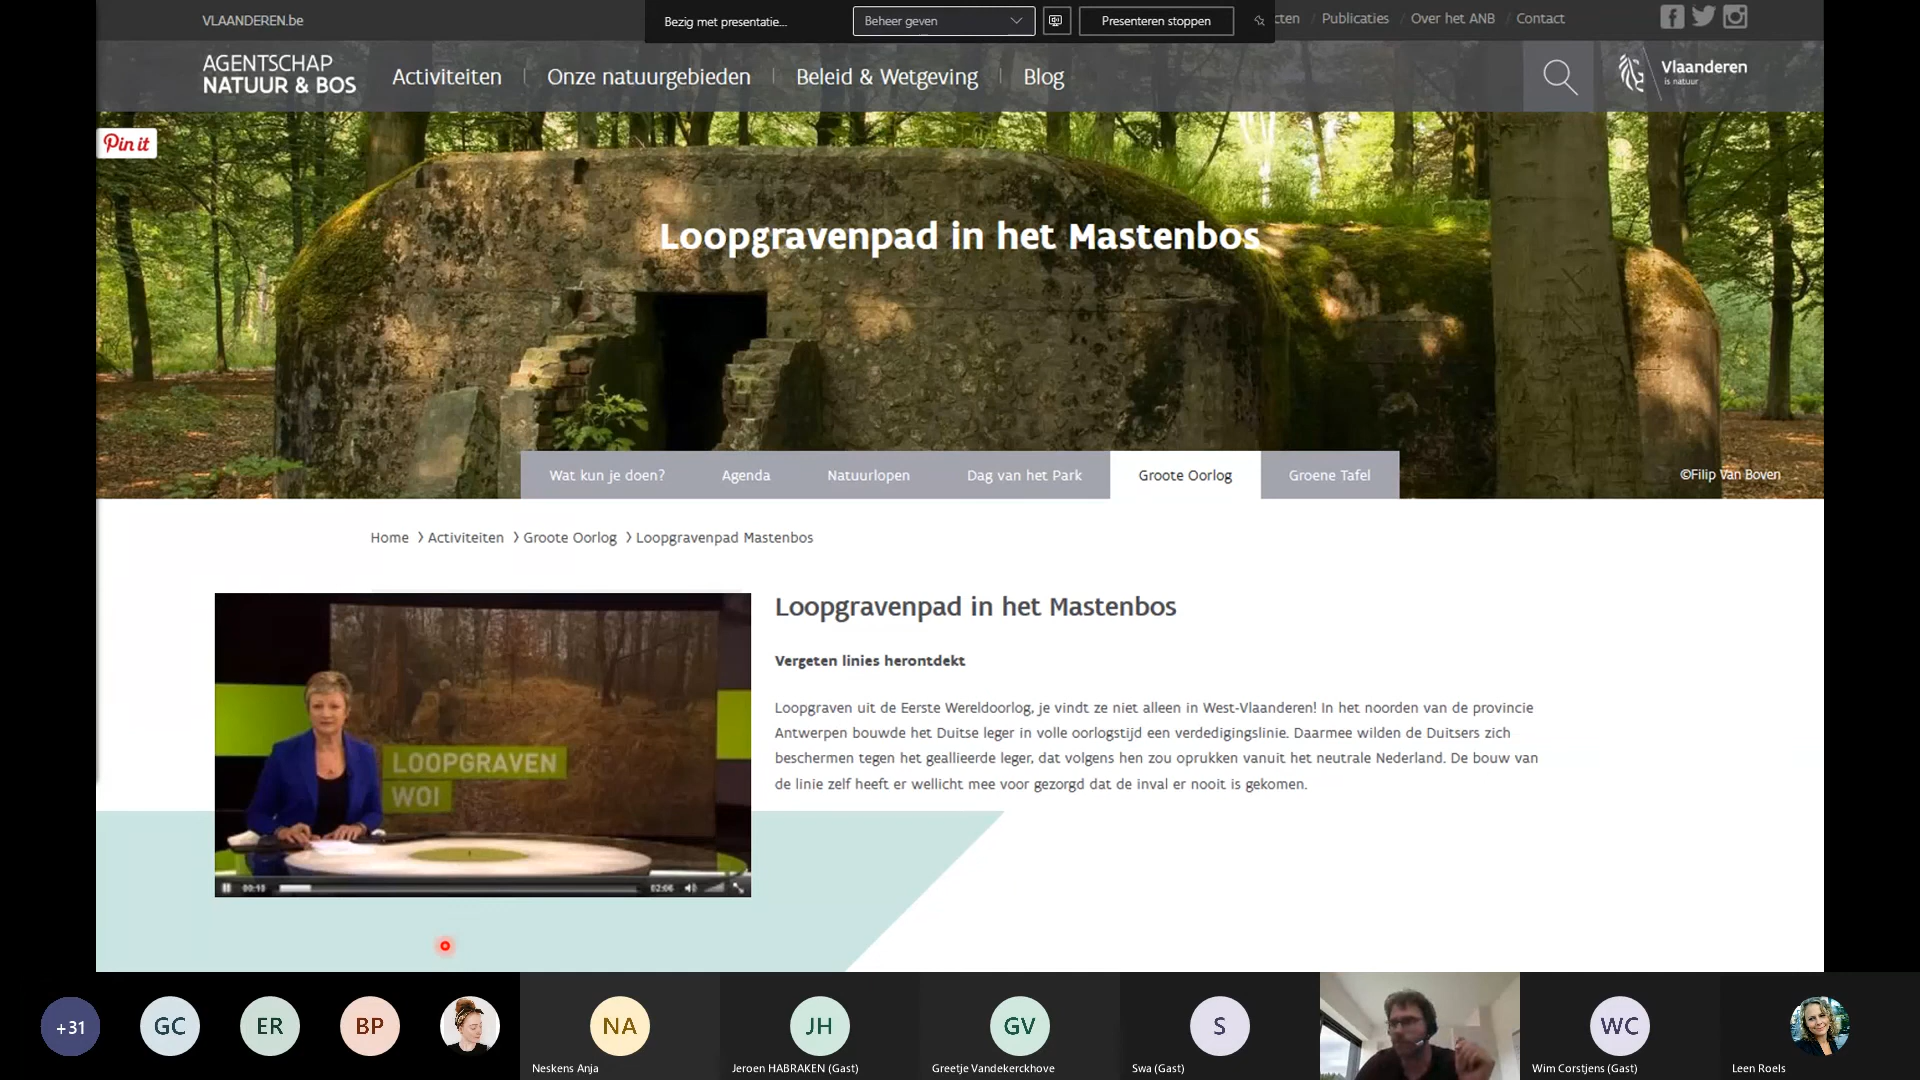 VLAANDEREN.be
Bezig met presentatie...
Beheer geven
Presenteren stoppen
cten / Publicaties / Over het ANB / Contact
AGENTSCHAP
NATUUR & BOS
Activiteiten | Onze natuurgebieden | Beleid & Wetgeving | Blog
Vlaanderen
is natuur
Pin it
Loopgravenpad in het Mastenbos
Wat kun je doen? Agenda Natuurlopen Dag van het Park Groote Oorlog Groene Tafel
©Filip Van Boven
Home > Activiteiten > Groote Oorlog > Loopgravenpad Mastenbos
LOOPGRAVEN
WOI
00:10
02:06
Loopgravenpad in het Mastenbos
Vergeten linies herontdekt
Loopgraven uit de Eerste Wereldoorlog, je vindt ze niet alleen in West-Vlaanderen! In het noorden van de provincie
Antwerpen bouwde het Duitse leger in volle oorlogstijd een verdedigingslinie. Daarmee wilden de Duitsers zich
beschermen tegen het geallieerde leger, dat volgens hen zou oprukken vanuit het neutrale Nederland. De bouw van
de linie zelf heeft er wellicht mee voor gezorgd dat de inval er nooit is gekomen.
+31
GC
ER
BP
NA
Neskens Anja
JH
Jeroen HABRAKEN (Gast)
GV
Greetje Vandekerckhove
S
Swa (Gast)
WC
Wim Corstjens (Gast)
Leen Roels